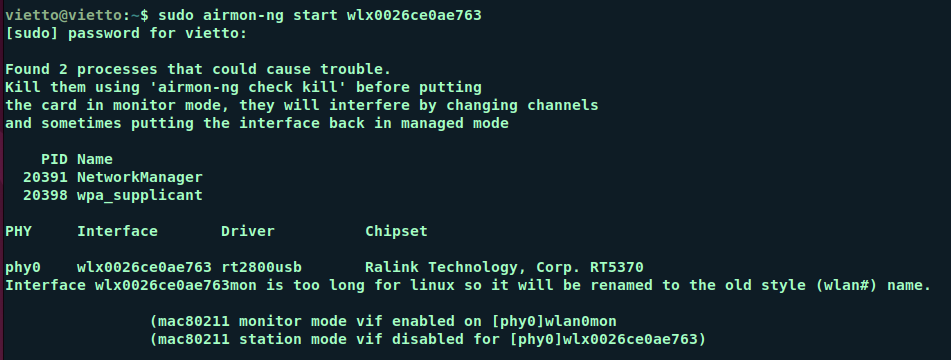 vietto@vietto:~$ sudo airmon-ng start wlx0026ce0ae763
[sudo] password for vietto:
Found 2 processes that could cause trouble.
Kill them using 'airmon-ng check kill' before putting
the card in monitor mode, they will interfere by changing channels
and sometimes putting the interface back in managed mode
PID Name
20391 NetworkManager
20398 wpa_supplicant
PHY Interface Driver Chipset
phy0 wlx0026ce0ae763 rt2800usb Ralink Technology, Corp. RT5370
Interface wlx0026ce0ae763mon is too long for linux so it will be renamed to the old style (wlan#) name.
(mac80211 monitor mode vif enabled on [phy0]wlan0mon
(mac80211 station mode vif disabled for [phy0]wlx0026ce0ae763)